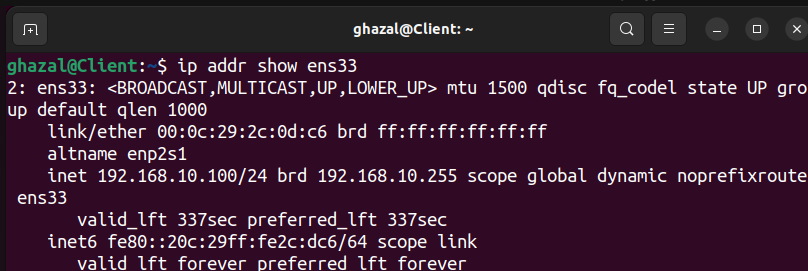 ghazal@Client: ~
ghazal@Client:~$ ip addr show ens33
2: ens33: <BROADCAST,MULTICAST,UP,LOWER_UP> mtu 1500 qdisc fq_codel state UP gro
up default qlen 1000
    link/ether 00:0c:29:2c:0d:c6 brd ff:ff:ff:ff:ff:ff
    altname enp2s1
    inet 192.168.10.100/24 brd 192.168.10.255 scope global dynamic noprefixroute
 ens33
       valid_lft 337sec preferred_lft 337sec
    inet6 fe80::20c:29ff:fe2c:dc6/64 scope link
       valid_lft forever preferred_lft forever